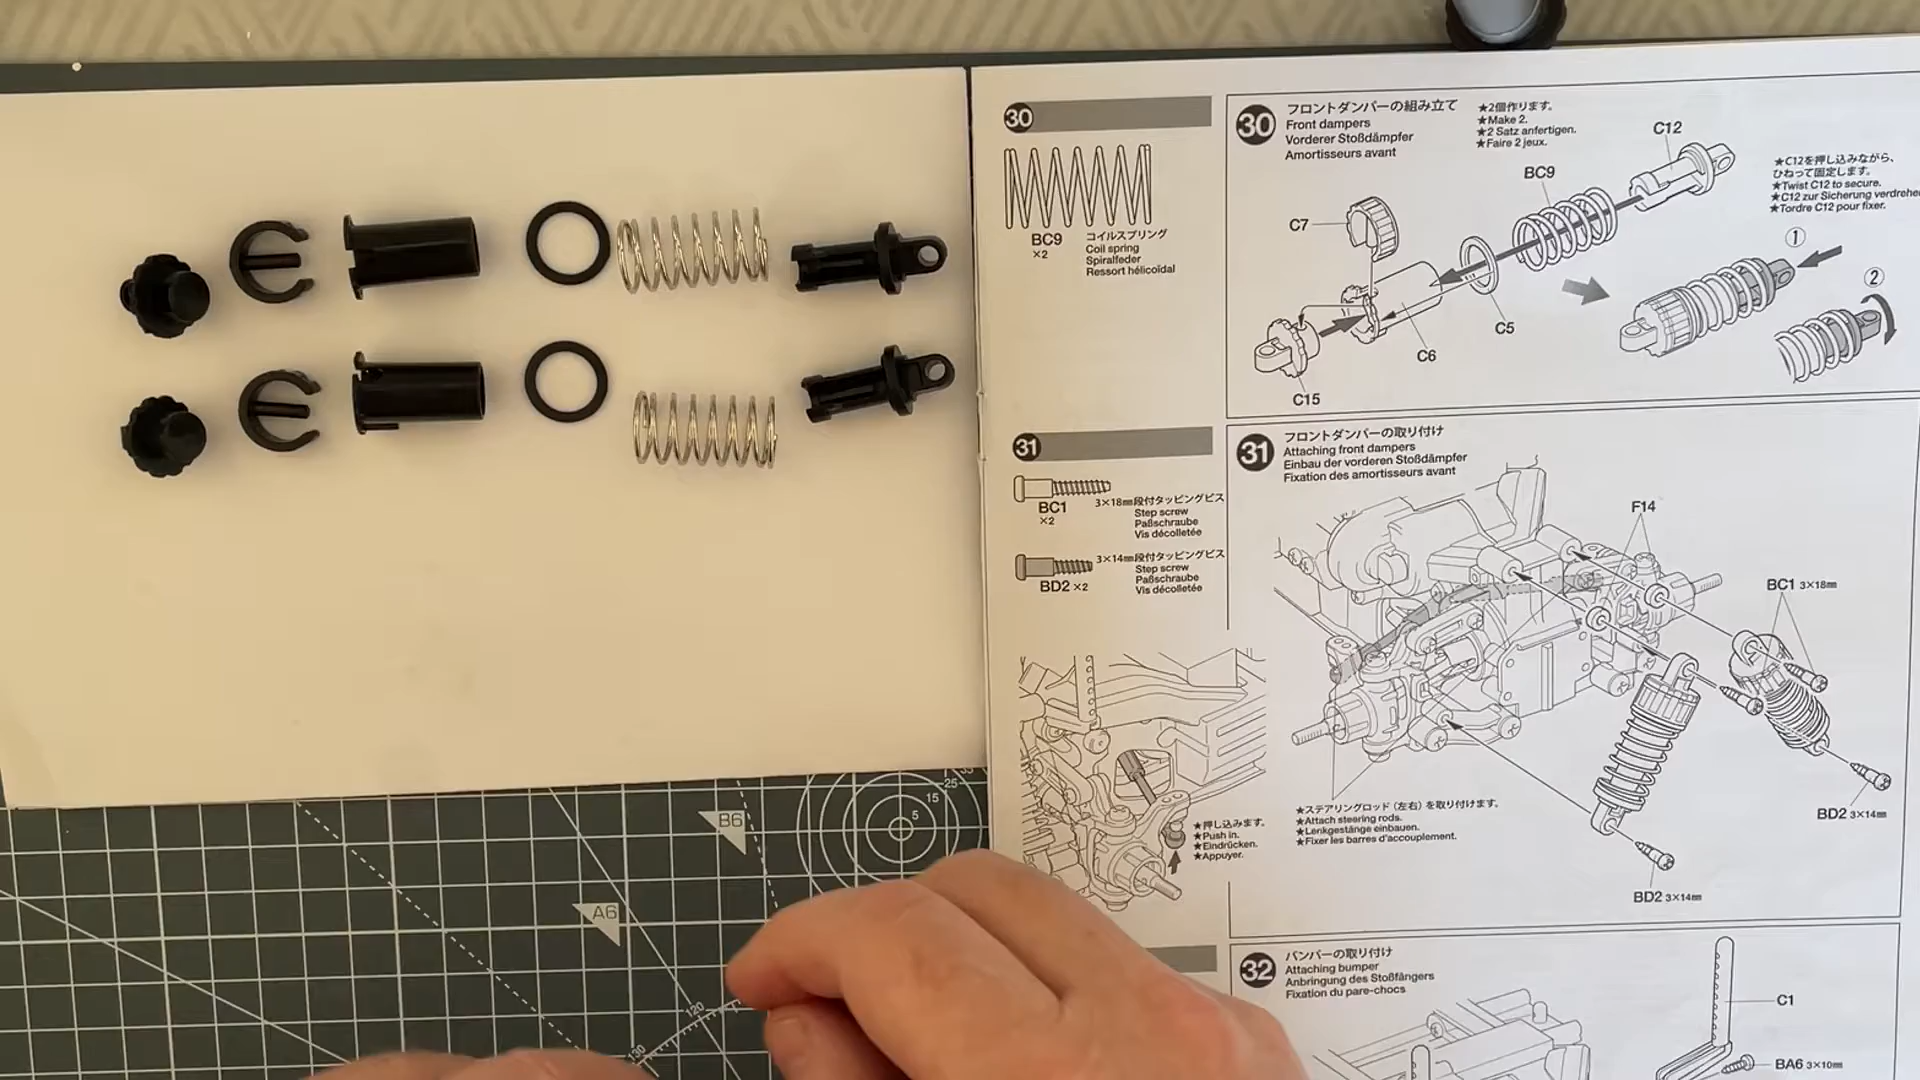 30
BC9
×2
コイルスプリング
Coil spring
Spiralfeder
Ressort hélicoïdal
30
フロントダンパーの組み立て
Front dampers
Vorderer Stoßdämpfer
Amortisseurs avant
★2個作ります。
★Make 2.
★2 Satz anfertigen.
★Faire 2 jeux.
C12
BC9
C7
C5
C6
C15
★C12を押し込みながら、
ひねって固定します。
★Twist C12 to secure.
★C12 zur Sicherung verdrehe
★Tordre C12 pour fixer.
①
②
31
BC1
×2
3×18㎜段付タッピングビス
Step screw
Paßschraube
Vis décolletée
BD2 ×2
3×14㎜段付タッピングビス
Step screw
Paßschraube
Vis décolletée
★押し込みます。
★Push in.
★Eindrücken.
★Appuyer.
31
フロントダンパーの取り付け
Attaching front dampers
Einbau der vorderen Stoßdämpfer
Fixation des amortisseurs avant
F14
BC1 3×18㎜
BD2 3×14㎜
BD2 3×14㎜
★ステアリングロッド（左右）を取り付けます。
★Attach steering rods.
★Lenkgestänge einbauen.
★Fixer les barres d'accouplement.
32
バンパーの取り付け
Attaching bumper
Anbringung des Stoßfängers
Fixation du pare-chocs
C1
BA6 3×10㎜
B6
A6
5
15
25
120
130